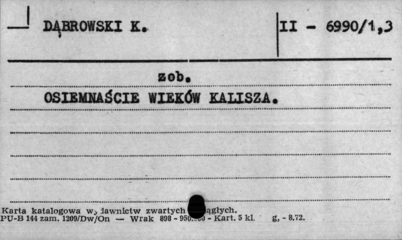 DĄBROWSKI K. II - 6990/1,3
zob.
OSIEMNAŚCIE WIEKÓW KALISZA.
Karta katalogowa zwartych
PU-B 144 zam. 1209/Dw/On — Wrak 898 - - Kart. 5 kl. g, - 8.72.